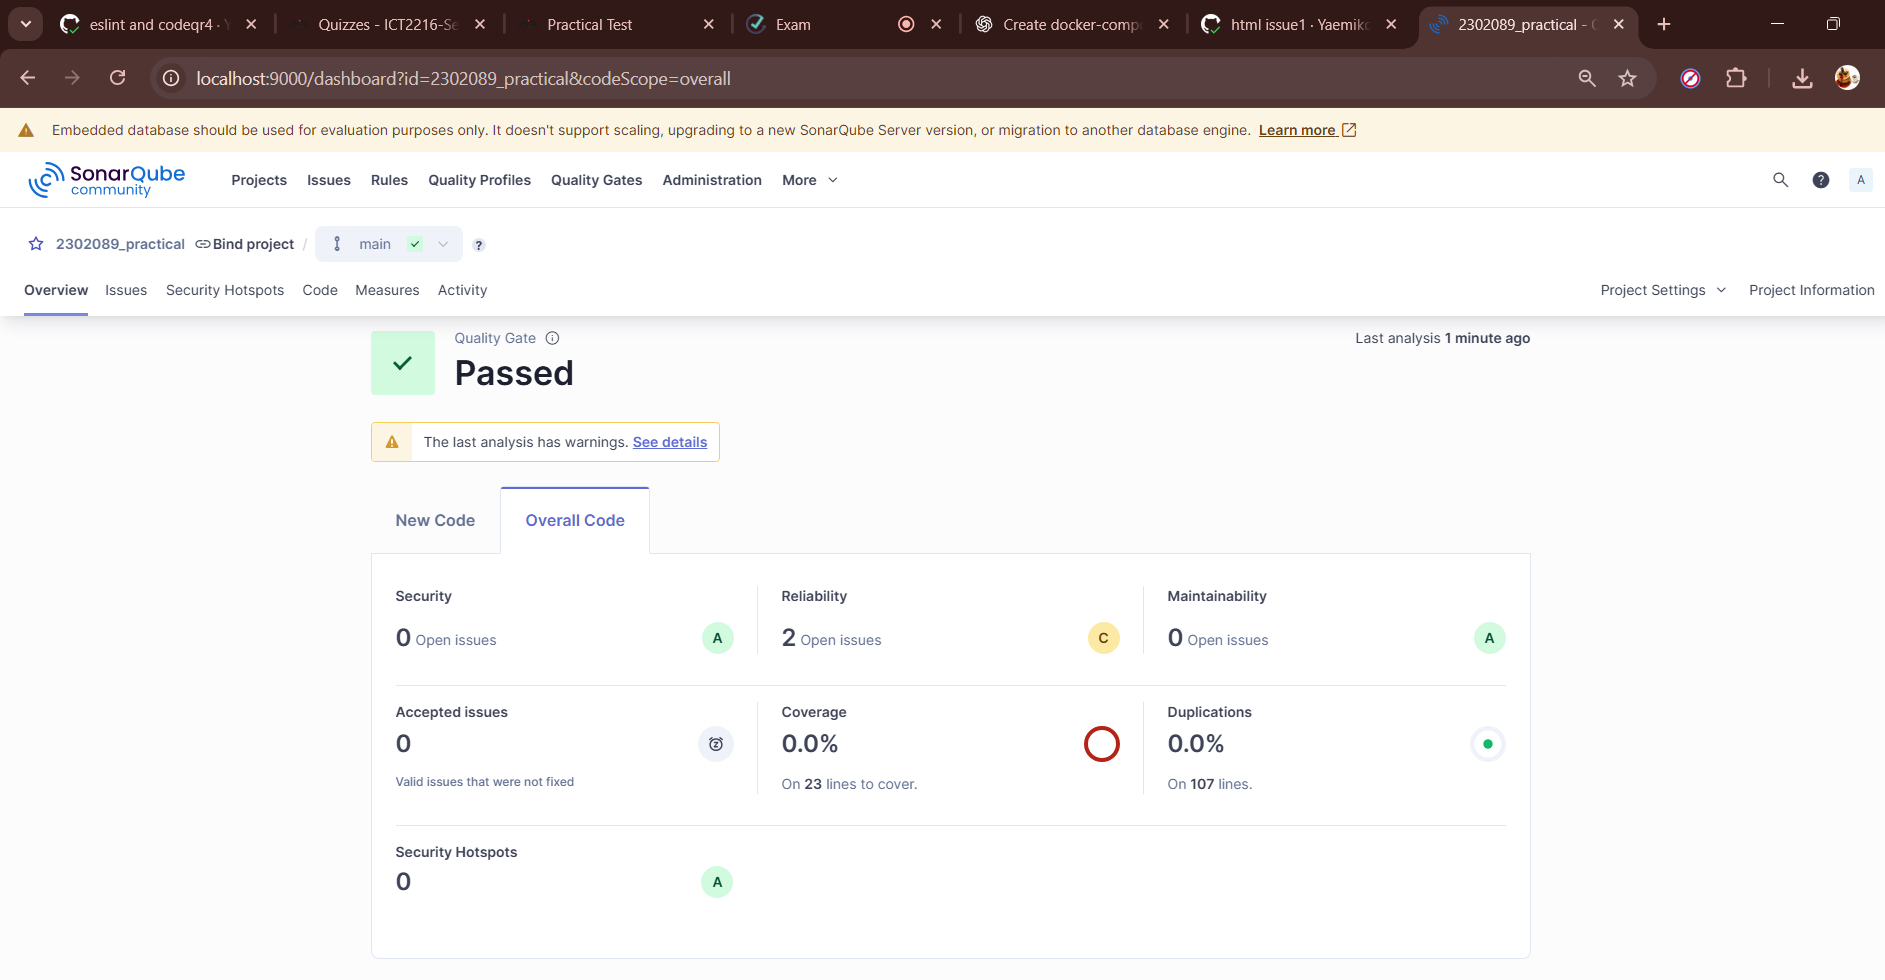 eslint and codeqr4 · Y
Quizzes - ICT2216-Se
Practical Test
Exam
Create docker-compo
html issue1 · Yaemiko
2302089_practical -
localhost:9000/dashboard?id=2302089_practical&codeScope=overall
Embedded database should be used for evaluation purposes only. It doesn't support scaling, upgrading to a new SonarQube Server version, or migration to another database engine. Learn more
SonarQube
community
Projects Issues Rules Quality Profiles Quality Gates Administration More
? A
2302089_practical Bind project / main ?
Overview Issues Security Hotspots Code Measures Activity Project Settings Project Information
Quality Gate
Passed
Last analysis 1 minute ago
The last analysis has warnings. See details
New Code Overall Code
Security Reliability Maintainability
0 Open issues A 2 Open issues C 0 Open issues A
Accepted issues Coverage Duplications
0 0.0% 0.0%
Valid issues that were not fixed On 23 lines to cover. On 107 lines.
Security Hotspots
0 A